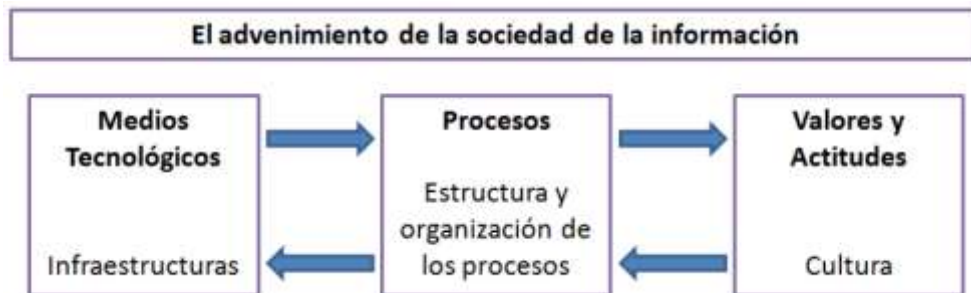 El advenimiento de la sociedad de la información
Medios
Tecnológicos
Infraestructuras
Procesos
Estructura y
organización de
los procesos
Valores y
Actitudes
Cultura